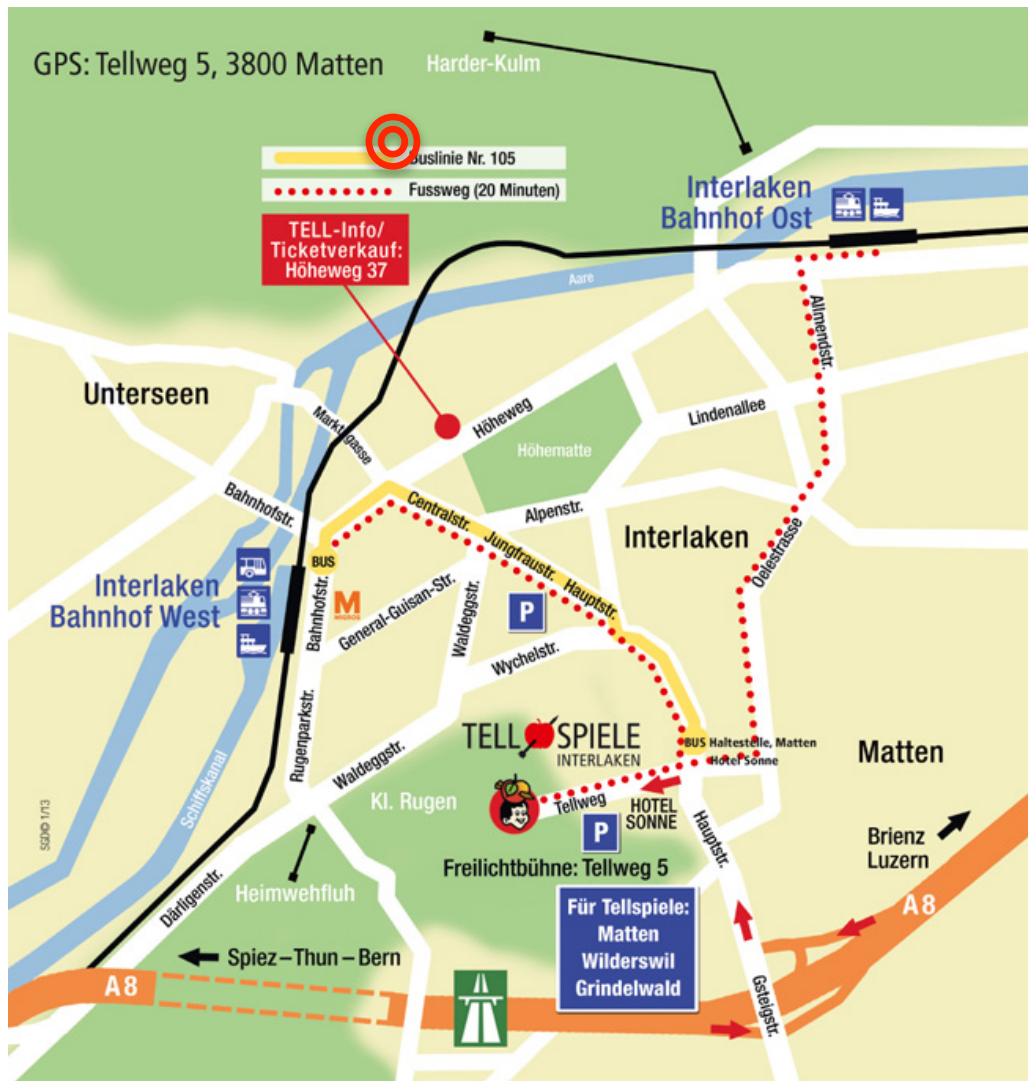 GPS: Tellweg 5, 3800 Matten
Harder-Kulm
Buslinie Nr. 105
Fussweg (20 Minuten)
Interlaken
Bahnhof Ost
TELL-Info/
Ticketverkauf:
Höheweg 37
Aare
Allmendstr.
Unterseen
Marktgasse
Höheweg
Lindenallee
Höhematte
Bahnhofstr.
Centralstr.
Jungfraustr.
Hauptstr.
Alpenstr.
Interlaken
Oelestrasse
BUS
Interlaken
Bahnhof West
Bahnhofstr.
M
MIGROS
General-Guisan-Str.
Waldeggstr.
P
Wychelstr.
Rugenparkstr.
Waldeggstr.
TELL SPIELE
INTERLAKEN
BUS Haltestelle, Matten
Hotel Sonne
Matten
Schiffskanal
Kl. Rugen
Tellweg
HOTEL
SONNE
P
Hauptstr.
SGD© 1/13
Freilichtbühne: Tellweg 5
Brienz
Luzern
Heimwehfluh
Därligenstr.
Für Tellspiele:
Matten
Wilderswil
Grindelwald
A8
Spiez–Thun–Bern
A8
Gsteigstr.